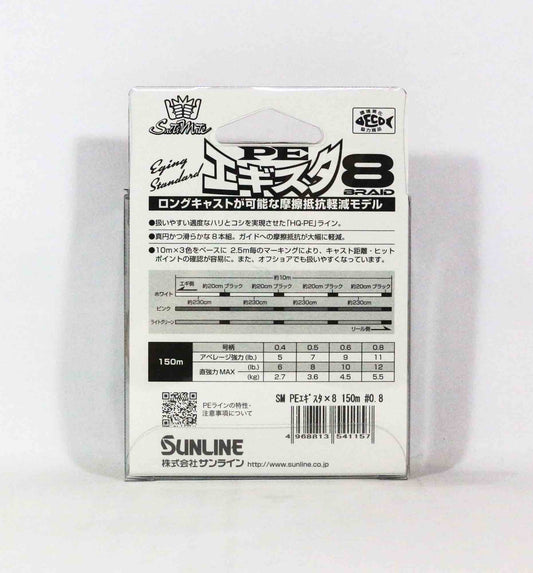 SaltiMate
環境無化
ECO
協力商品
Eging
Standard
PE
エギスタ8
BRAID
ロングキャストが可能な摩擦抵抗軽減モデル
●扱いやすい適度なハリとコシを実現させた「HQ-PE」ライン。
●真円かつ滑らかな8本組。ガイドへの摩擦抵抗が大幅に軽減。
●10m×3色をベースに2.5m毎のマーキングにより、キャスト距離・ヒット
ポイントの確認が容易に。また、オフショアでも扱いやすくなっています。
約10m
エギ側 約20cm ブラック 約20cm ブラック 約20cm ブラック 約20cm ブラック
ホワイト
約230cm 約230cm 約230cm 約230cm
ピンク
ライトグリーン
リール側
150m
号柄 0.4 0.5 0.6 0.8
アベレージ強力 (lb.) 5 7 9 11
直強力 MAX (lb.) 6 8 10 12
(kg) 2.7 3.6 4.5 5.5
PEラインの特性・
注意事項について
SM PEエギスタ×8 150m #0.8
4 968813 541157
SUNLINE
株式会社サンライン http://www.sunline.co.jp